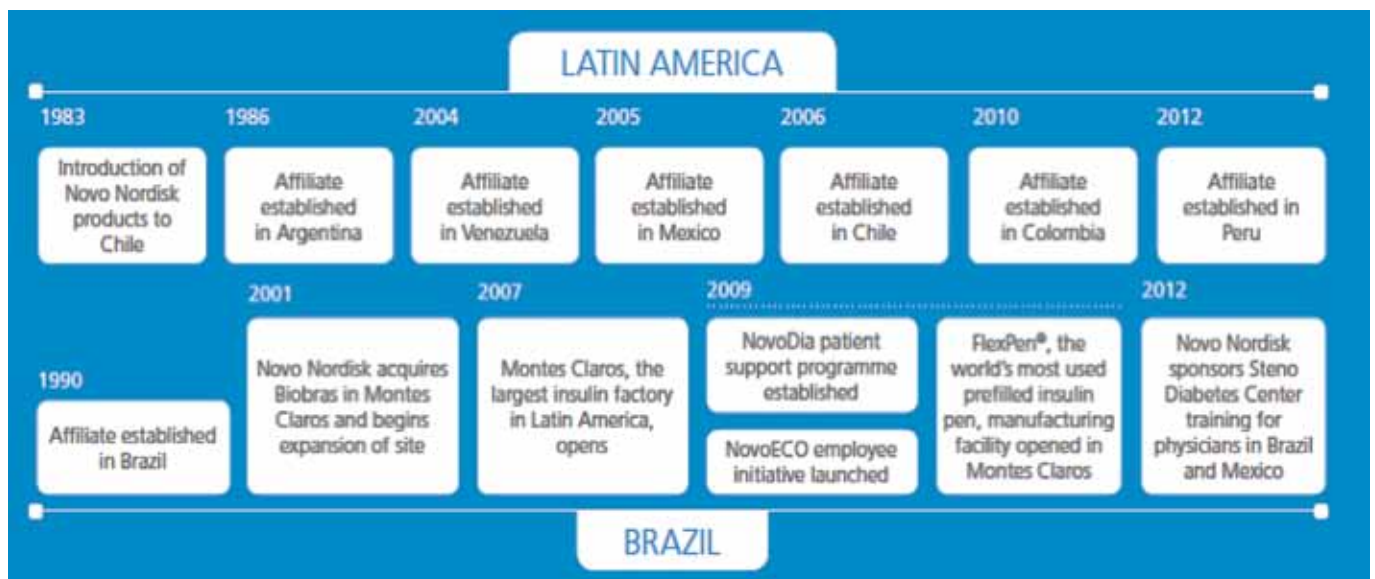 LATIN AMERICA
1983
1986
2004
2005
2006
2010
2012
Introduction of
Novo Nordisk
products to
Chile
Affiliate
established
in Argentina
Affiliate
established
in Venezuela
Affiliate
established
in Mexico
Affiliate
established
in Chile
Affiliate
established
in Colombia
Affiliate
established in
Peru
1990
Affiliate established
in Brazil
2001
Novo Nordisk acquires
Biobras in Montes
Claros and begins
expansion of site
2007
Montes Claros, the
largest insulin factory
in Latin America,
opens
2009
NovoDia patient
support programme
established
NovoECO employee
initiative launched
FlexPen®, the
world's most used
prefilled insulin
pen, manufacturing
facility opened in
Montes Claros
2012
Novo Nordisk
sponsors Steno
Diabetes Center
training for
physicians in Brazil
and Mexico
BRAZIL